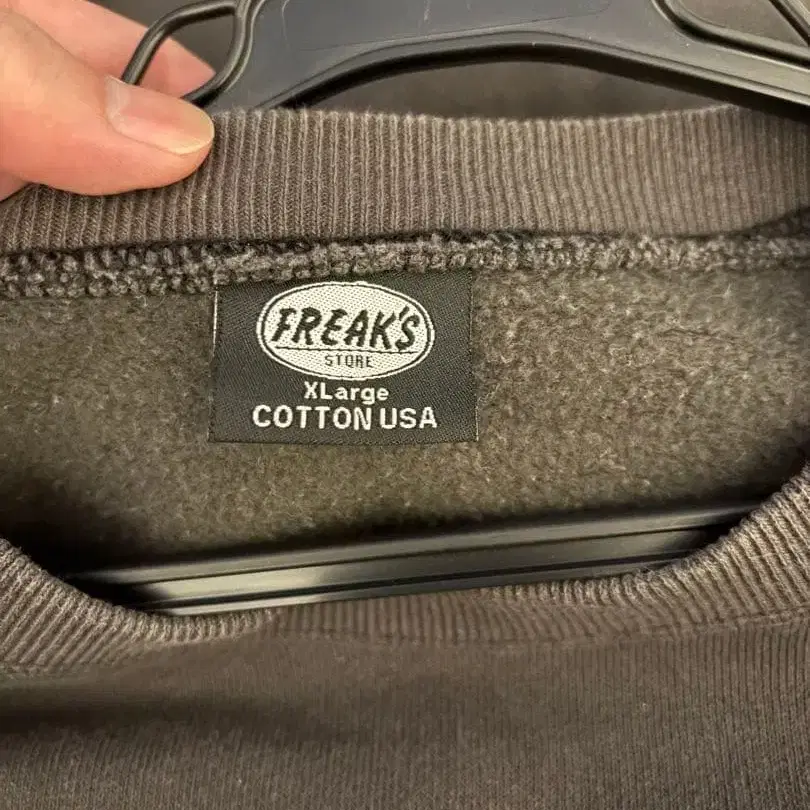 FREAK'S
STORE
XLarge
COTTON USA